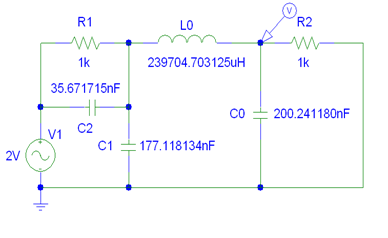 V
R1
L0
R2
1k
239704.703125uH
1k
35.671715nF
C2
V1
C0
200.241180nF
2V
C1
177.118134nF